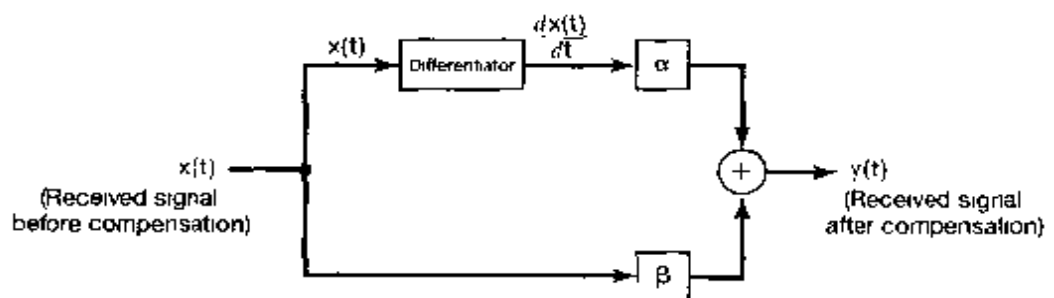 dx(t)
dt
x(t)
Differentiator
α
x(t)
(Received signal
before compensation)
+
y(t)
(Received signal
after compensation)
β